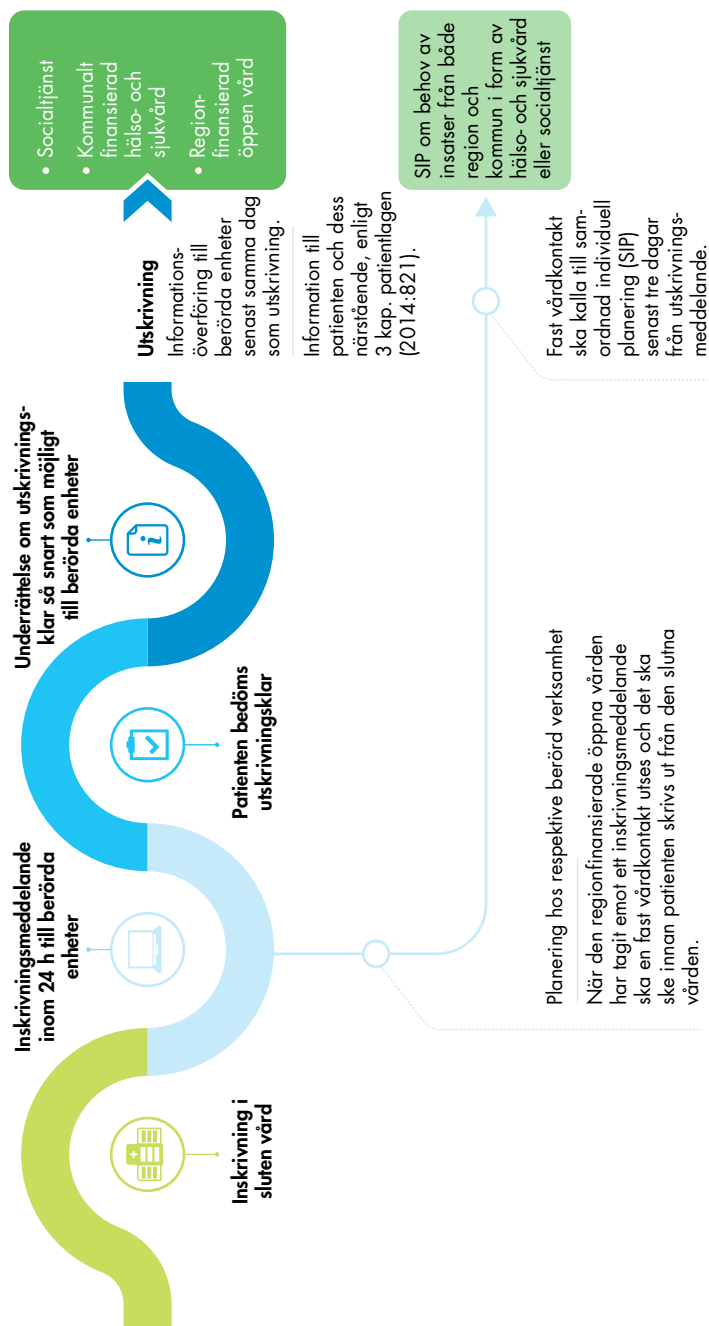 Inskrivning i
sluten vård
Inskrivningsmeddelande
inom 24 h till berörda
enheter
Patienten bedöms
utskrivningsklar
Underrättelse om utskrivnings-
klar så snart som möjligt
till berörda enheter
i
Utskrivning
Informations-
överföring till
berörda enheter
senast samma dag
som utskrivning.
Information till
patienten och dess
närstående, enligt
3 kap. patientlagen
(2014:821).
• Socialtjänst
• Kommunalt
finansierad
hälso- och
sjukvård
• Region-
finansierad
öppen vård
Planering hos respektive berörd verksamhet
När den regionfinansierade öppna vården
har tagit emot ett inskrivningsmeddelande
ska en fast vårdkontakt utses och det ska
ske innan patienten skrivs ut från den slutna
vården.
Fast vårdkontakt
ska kalla till sam-
ordnad individuell
planering (SIP)
senast tre dagar
från utskrivnings-
meddelande.
SIP om behov av
insatser från både
region och
kommun i form av
hälso- och sjukvård
eller socialtjänst